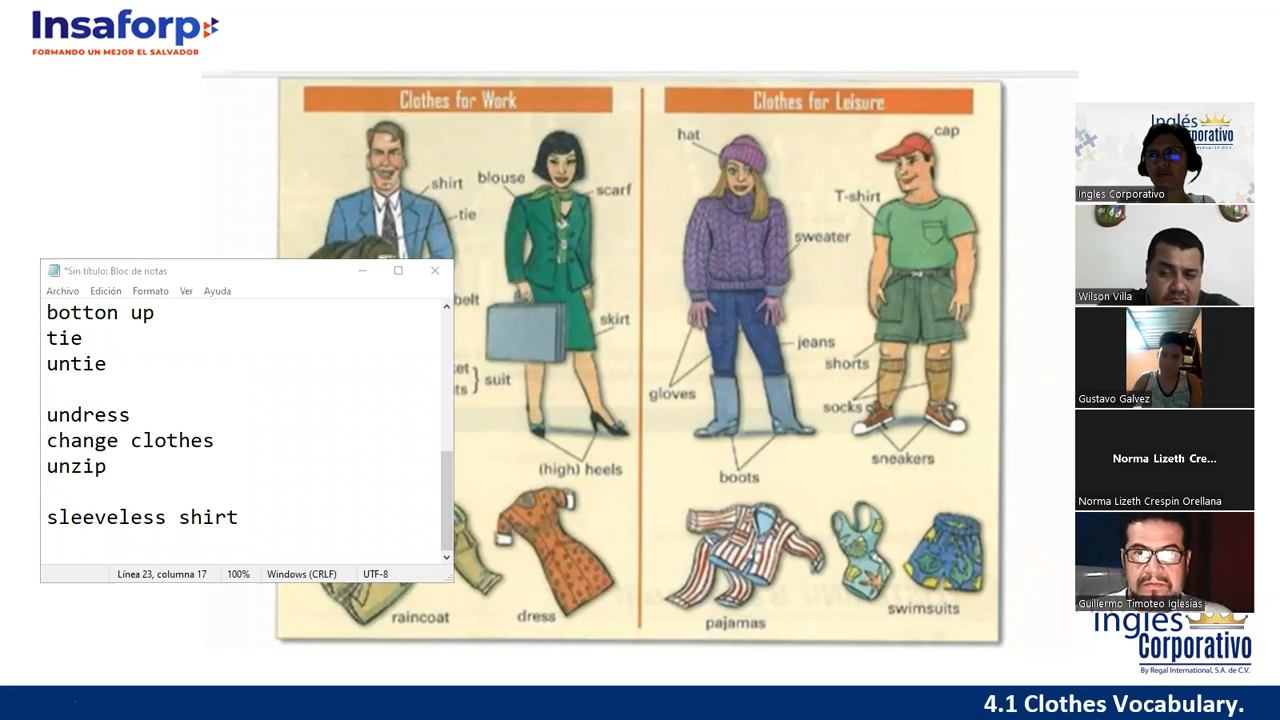 Insaforp
FORMANDO UN MEJOR EL SALVADOR
Clothes for Work
Clothes for Leisure
shirt
tie
blouse
scarf
belt
skirt
suit
(high) heels
raincoat
dress
hat
cap
T-shirt
sweater
jeans
shorts
gloves
socks
sneakers
boots
pajamas
swimsuits
*Sin título: Bloc de notas
Archivo Edición Formato Ver Ayuda
botton up
tie
untie
undress
change clothes
unzip
sleeveless shirt
Línea 23, columna 17 100% Windows (CRLF) UTF-8
Inglés
Corporativo
Ingles Corporativo
Wilson Villa
Gustavo Galvez
Norma Lizeth Cre...
Norma Lizeth Crespin Orellana
Guillermo Timoteo Iglesias
Inglés
Corporativo
By Regal International, S.A. de C.V.
4.1 Clothes Vocabulary.